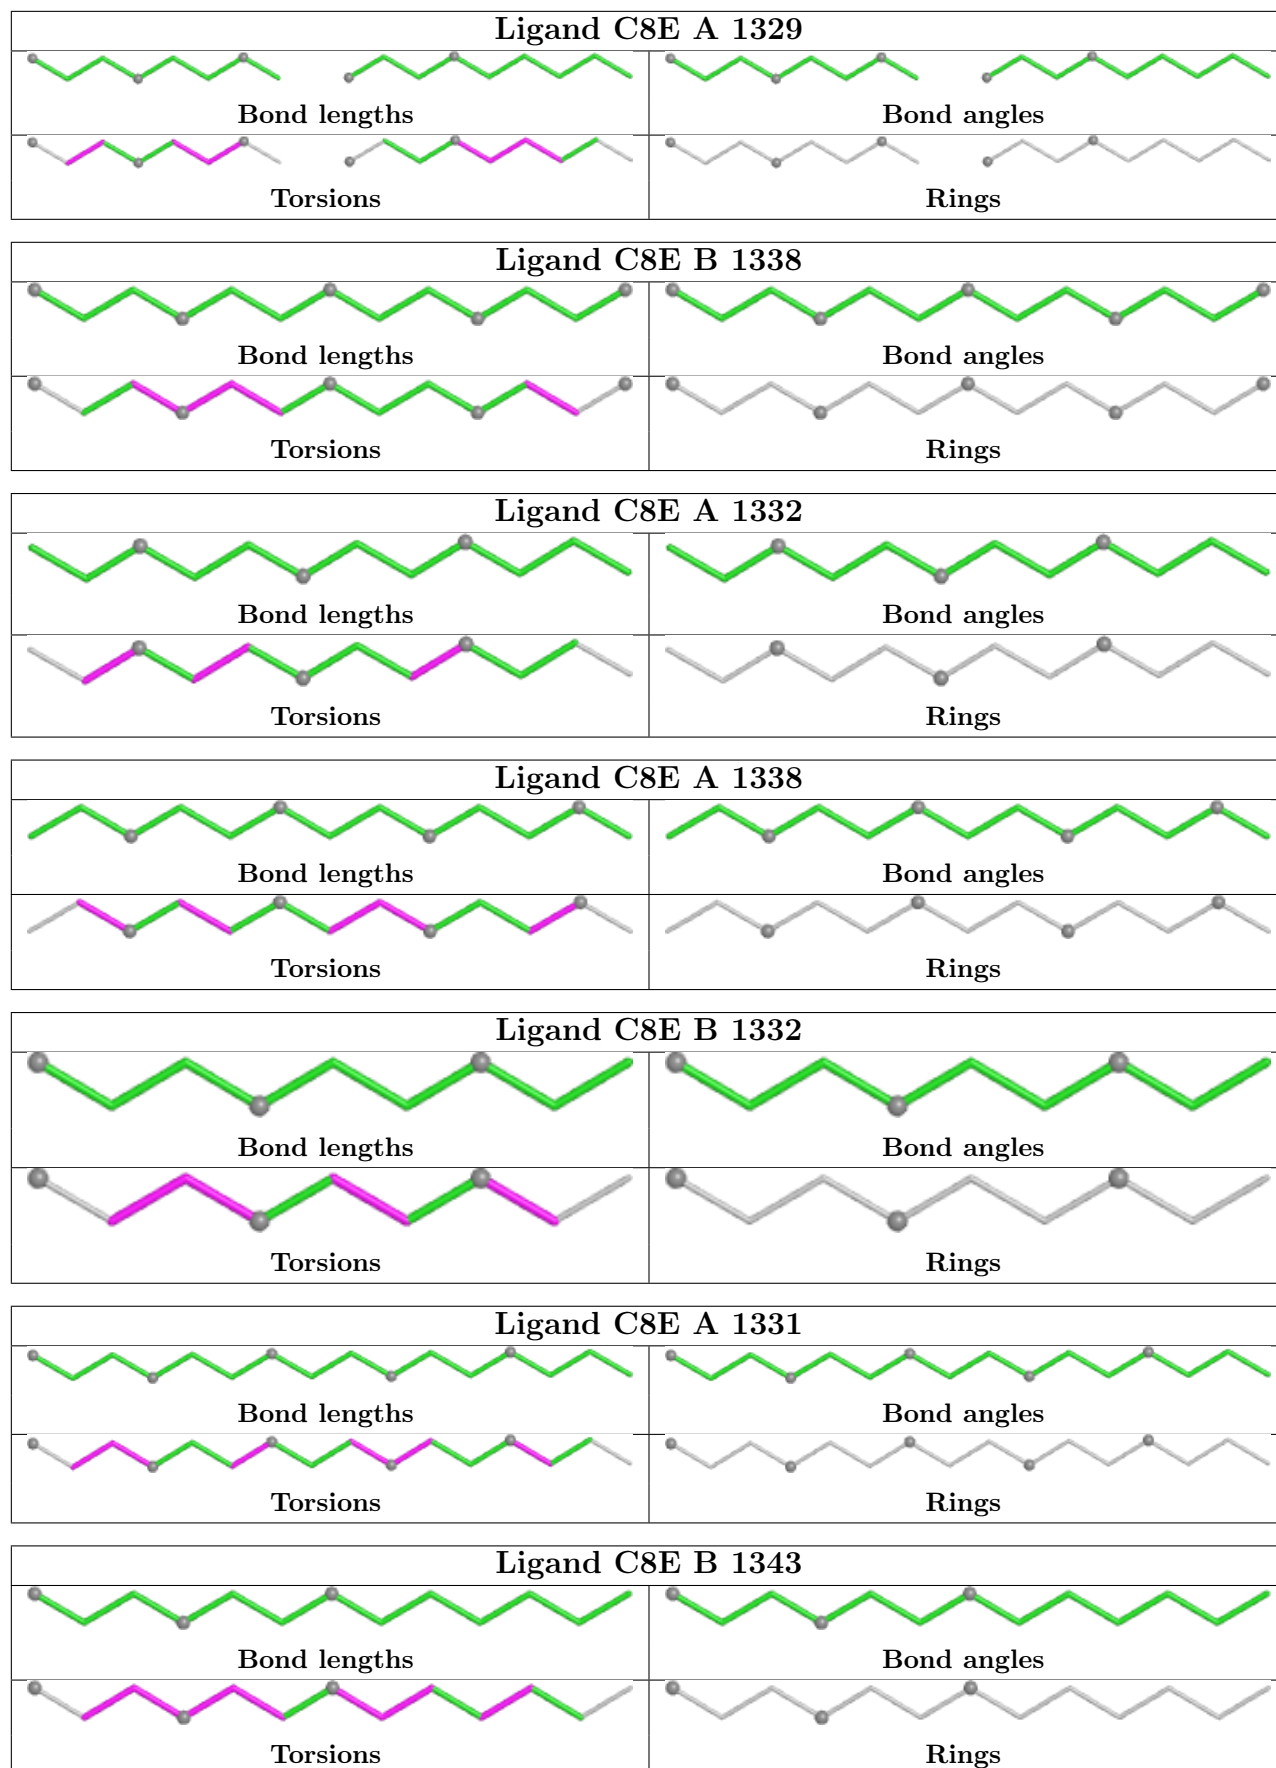 Ligand C8E A 1329
Bond lengths
Bond angles
Torsions
Rings
Ligand C8E B 1338
Bond lengths
Bond angles
Torsions
Rings
Ligand C8E A 1332
Bond lengths
Bond angles
Torsions
Rings
Ligand C8E A 1338
Bond lengths
Bond angles
Torsions
Rings
Ligand C8E B 1332
Bond lengths
Bond angles
Torsions
Rings
Ligand C8E A 1331
Bond lengths
Bond angles
Torsions
Rings
Ligand C8E B 1343
Bond lengths
Bond angles
Torsions
Rings